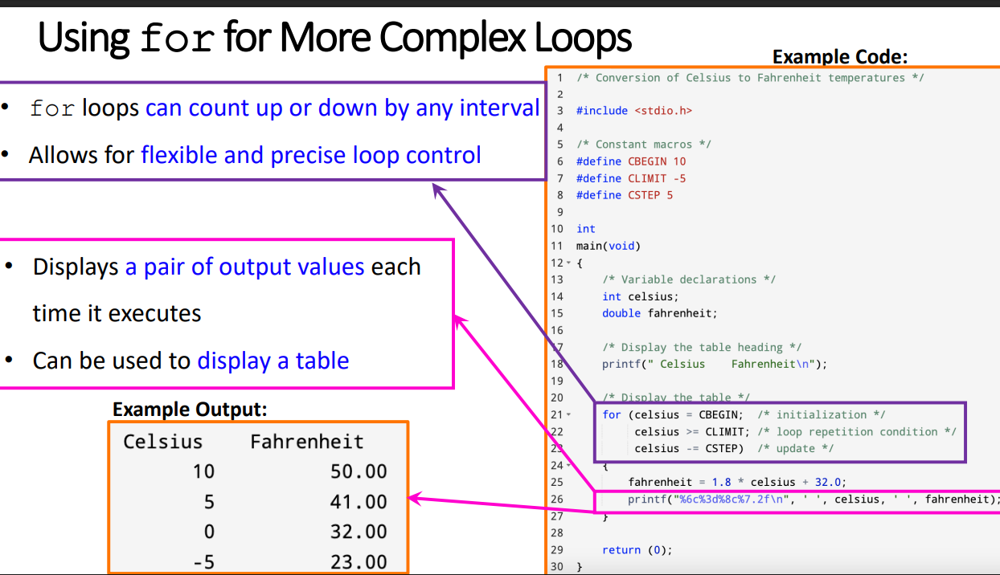 Using for for More Complex Loops
• for loops can count up or down by any interval
• Allows for flexible and precise loop control
• Displays a pair of output values each
time it executes
• Can be used to display a table
Example Output:
Celsius Fahrenheit
10 50.00
5 41.00
0 32.00
-5 23.00
Example Code:
1 /* Conversion of Celsius to Fahrenheit temperatures */
2
3 #include <stdio.h>
4
5 /* Constant macros */
6 #define CBEGIN 10
7 #define CLIMIT -5
8 #define CSTEP 5
9
10 int
11 main(void)
12 {
13 /* Variable declarations */
14 int celsius;
15 double fahrenheit;
16
17 /* Display the table heading */
18 printf(" Celsius    Fahrenheit\n");
19
20 /* Display the table */
21 for (celsius = CBEGIN; /* initialization */
22 celsius >= CLIMIT; /* loop repetition condition */
23 celsius -= CSTEP) /* update */
24 {
25 fahrenheit = 1.8 * celsius + 32.0;
26 printf("%6c%3d%8c%7.2f\n", ' ', celsius, ' ', fahrenheit);
27 }
28
29 return (0);
30 }